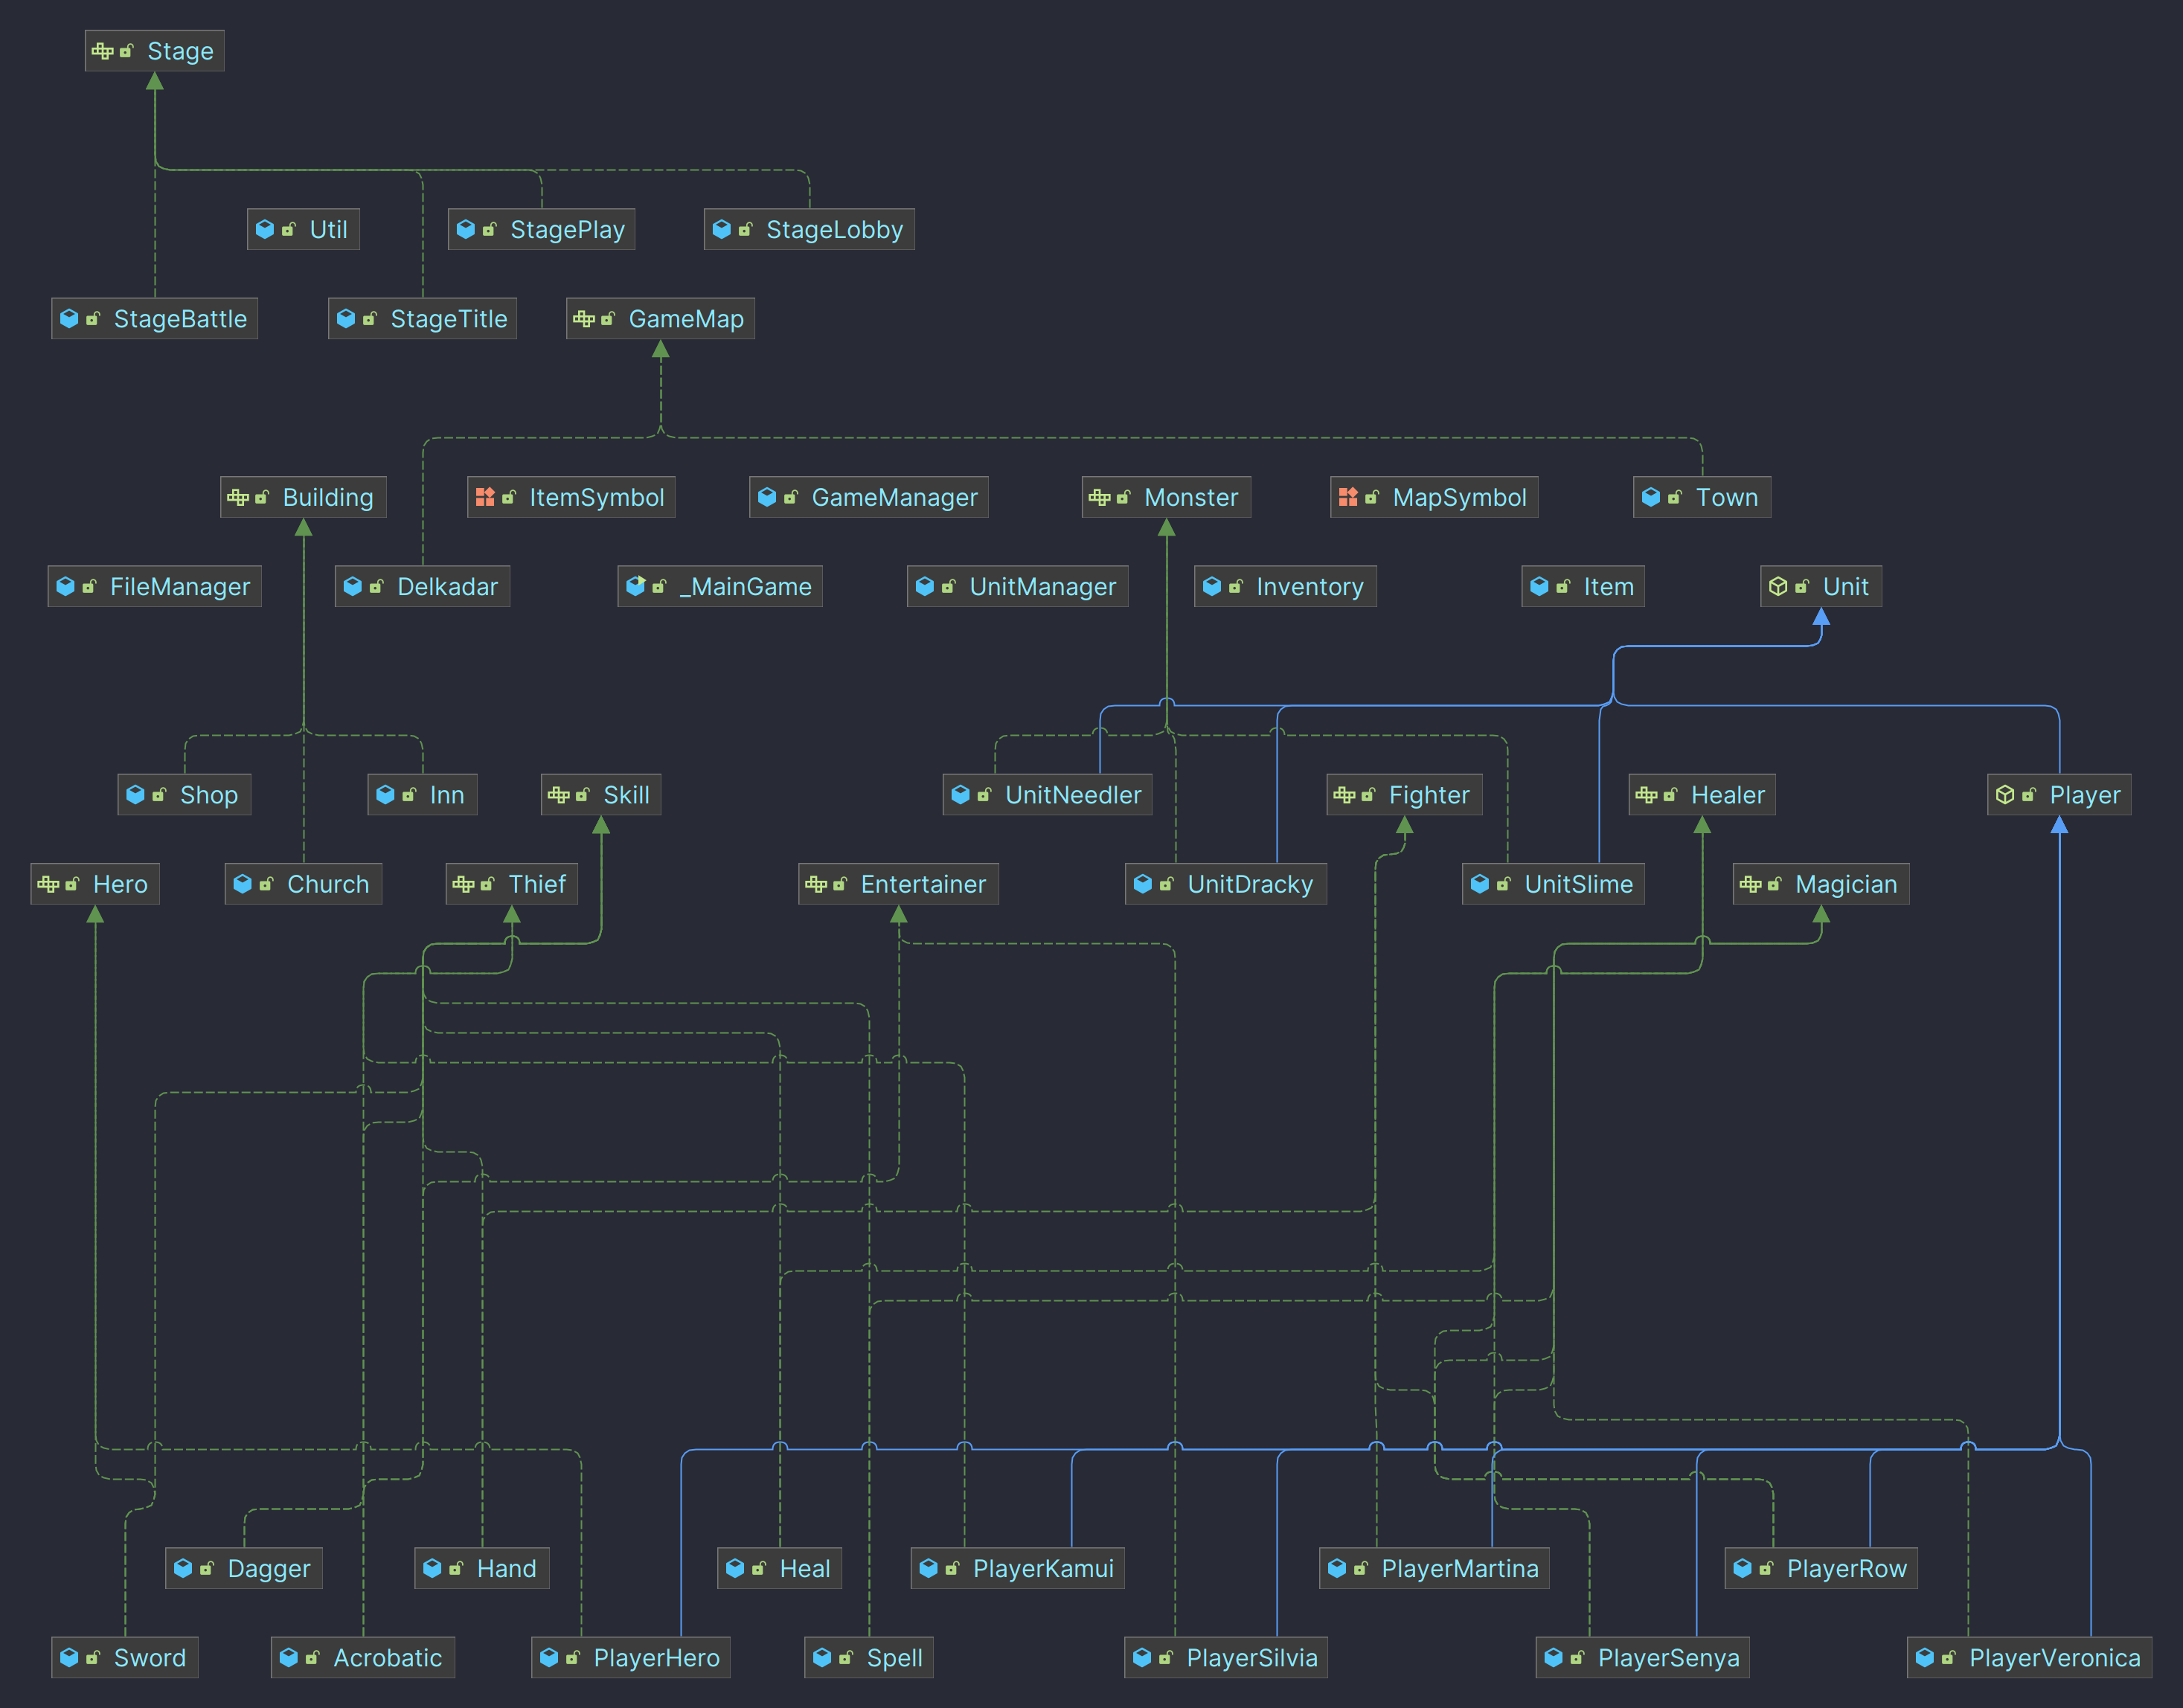 Stage
Util
StagePlay
StageLobby
StageBattle
StageTitle
GameMap
Building
ItemSymbol
GameManager
Monster
MapSymbol
Town
FileManager
Delkadar
_MainGame
UnitManager
Inventory
Item
Unit
Shop
Inn
Skill
UnitNeedler
Fighter
Healer
Player
Hero
Church
Thief
Entertainer
UnitDracky
UnitSlime
Magician
Dagger
Hand
Heal
PlayerKamui
PlayerMartina
PlayerRow
Sword
Acrobatic
PlayerHero
Spell
PlayerSilvia
PlayerSenya
PlayerVeronica